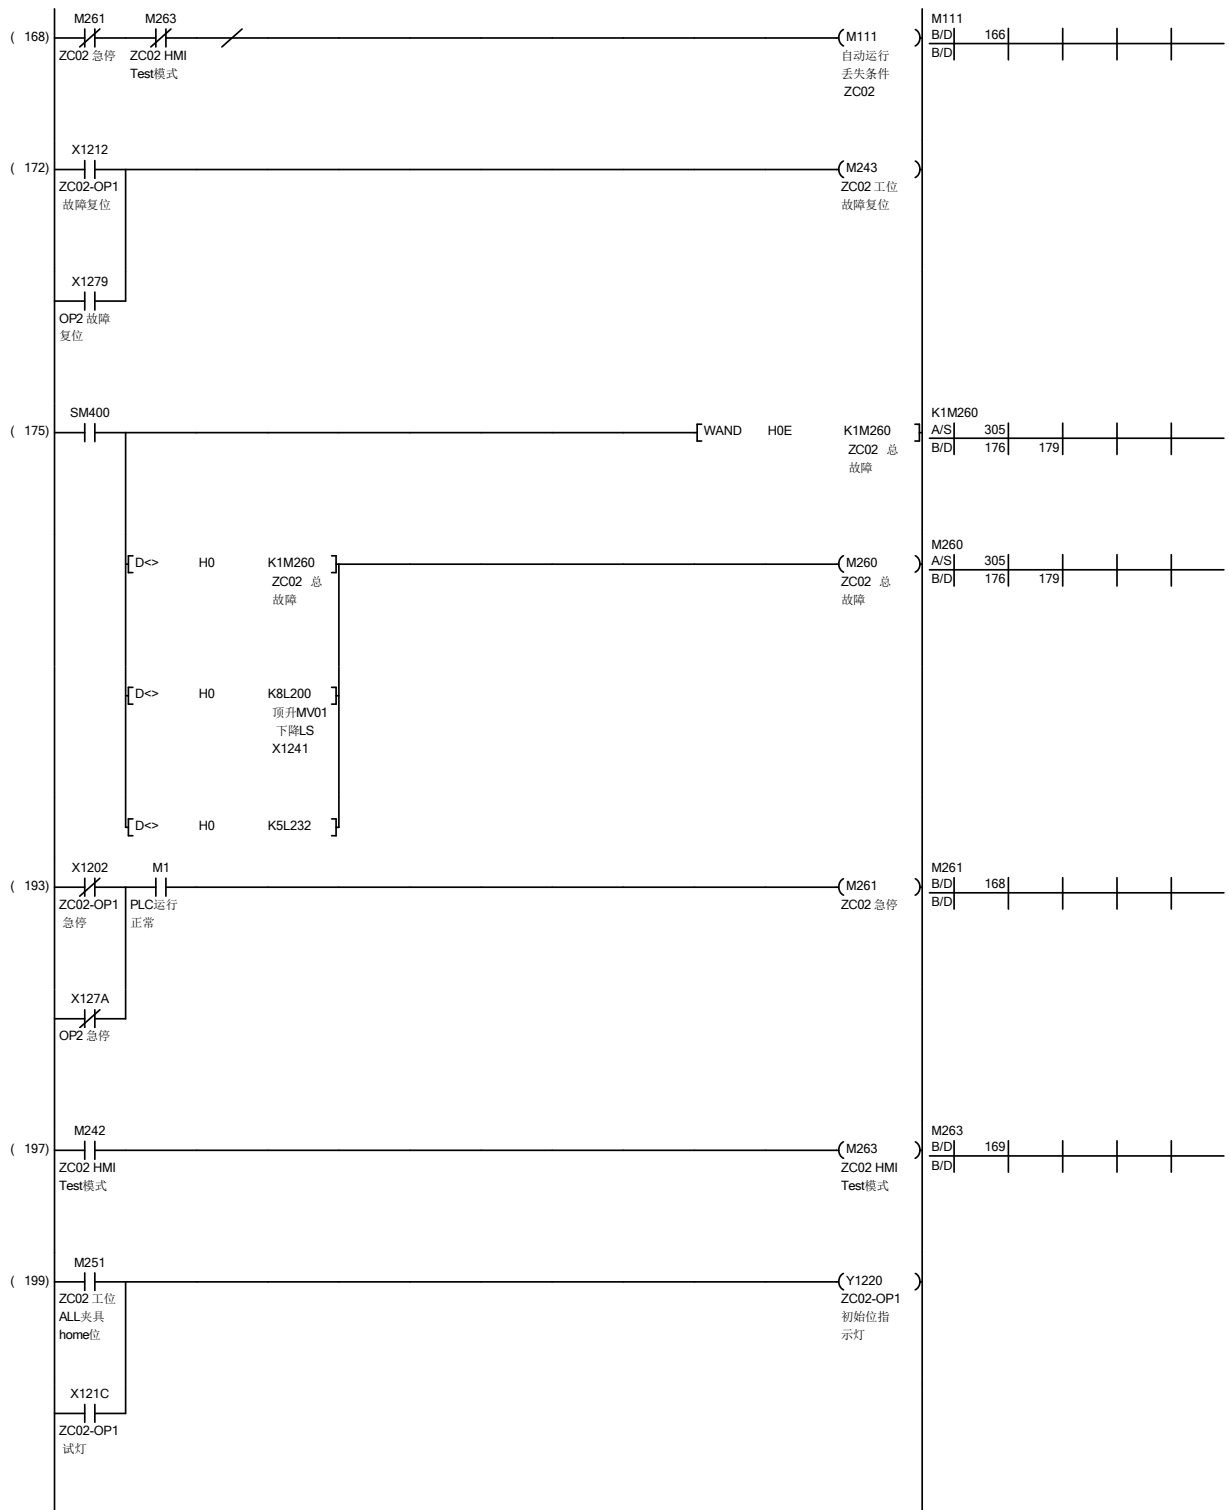 M261 M263 M111
( 168) ( M111 ) B/D 166
ZC02 急停 ZC02 HMI 自动运行 B/D
Test模式 丢失条件
ZC02
X1212
( 172) ( M243 )
ZC02-OP1 ZC02 工位
故障复位 故障复位
X1279
OP2 故障
复位
SM400 K1M260
( 175) [ WAND H0E K1M260 ] A/S 305
ZC02 总 B/D 176 179
故障
M260
[ D<> H0 K1M260 ] ( M260 ) A/S 305
ZC02 总 ZC02 总 B/D 176 179
故障 故障
[ D<> H0 K8L200 ]
顶升MV01
下降LS
X1241
[ D<> H0 K5L232 ]
X1202 M1 M261
( 193) ( M261 ) B/D 168
ZC02-OP1 PLC运行 ZC02 急停 B/D
急停 正常
X127A
OP2 急停
M242 M263
( 197) ( M263 ) B/D 169
ZC02 HMI ZC02 HMI B/D
Test模式 Test模式
M251
( 199) ( Y1220 )
ZC02 工位 ZC02-OP1
ALL夹具 初始位指
home位 示灯
X121C
ZC02-OP1
试灯